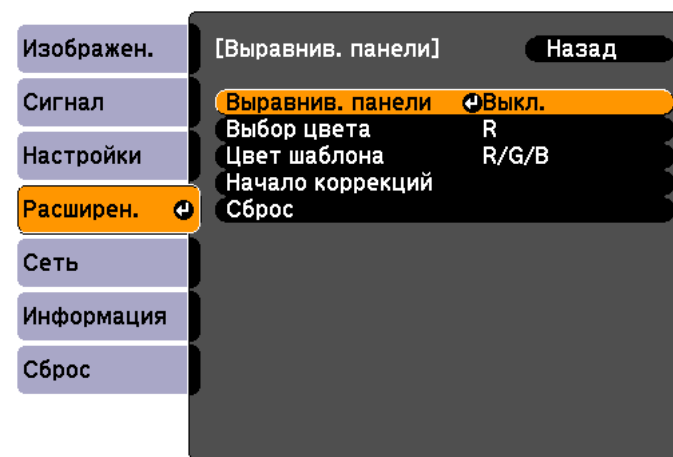 Изображен.
Сигнал
Настройки
Расширен.
Сеть
Информация
Сброс
[Выравнив. панели] Назад
Выравнив. панели Выкл.
Выбор цвета R
Цвет шаблона R/G/B
Начало коррекций
Сброс